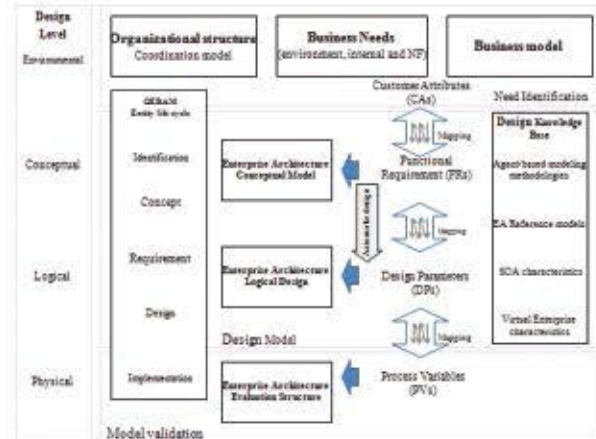 Design
Level
Environmental
Organizational structure
Coordination model
Business Needs
(environment, internal and NF)
Business model
Customer Attributes
(CAs)
Need Identification
GERAM
Entity life cycle
Identification
Concept
Requirement
Design
Implementation
Conceptual
Logical
Physical
Enterprise Architecture
Conceptual Model
Enterprise Architecture
Logical Design
Design Model
Enterprise Architecture
Evaluation Structure
Model validation
Mapping
Functional
Requirement (FRs)
Axiomatic design
Mapping
Design Parameters
(DPs)
Mapping
Process Variables
(PVs)
Design Knowledge
Base
Agent-based modeling
methodologies
EA Reference models
SOA characteristics
Virtual Enterprise
characteristics